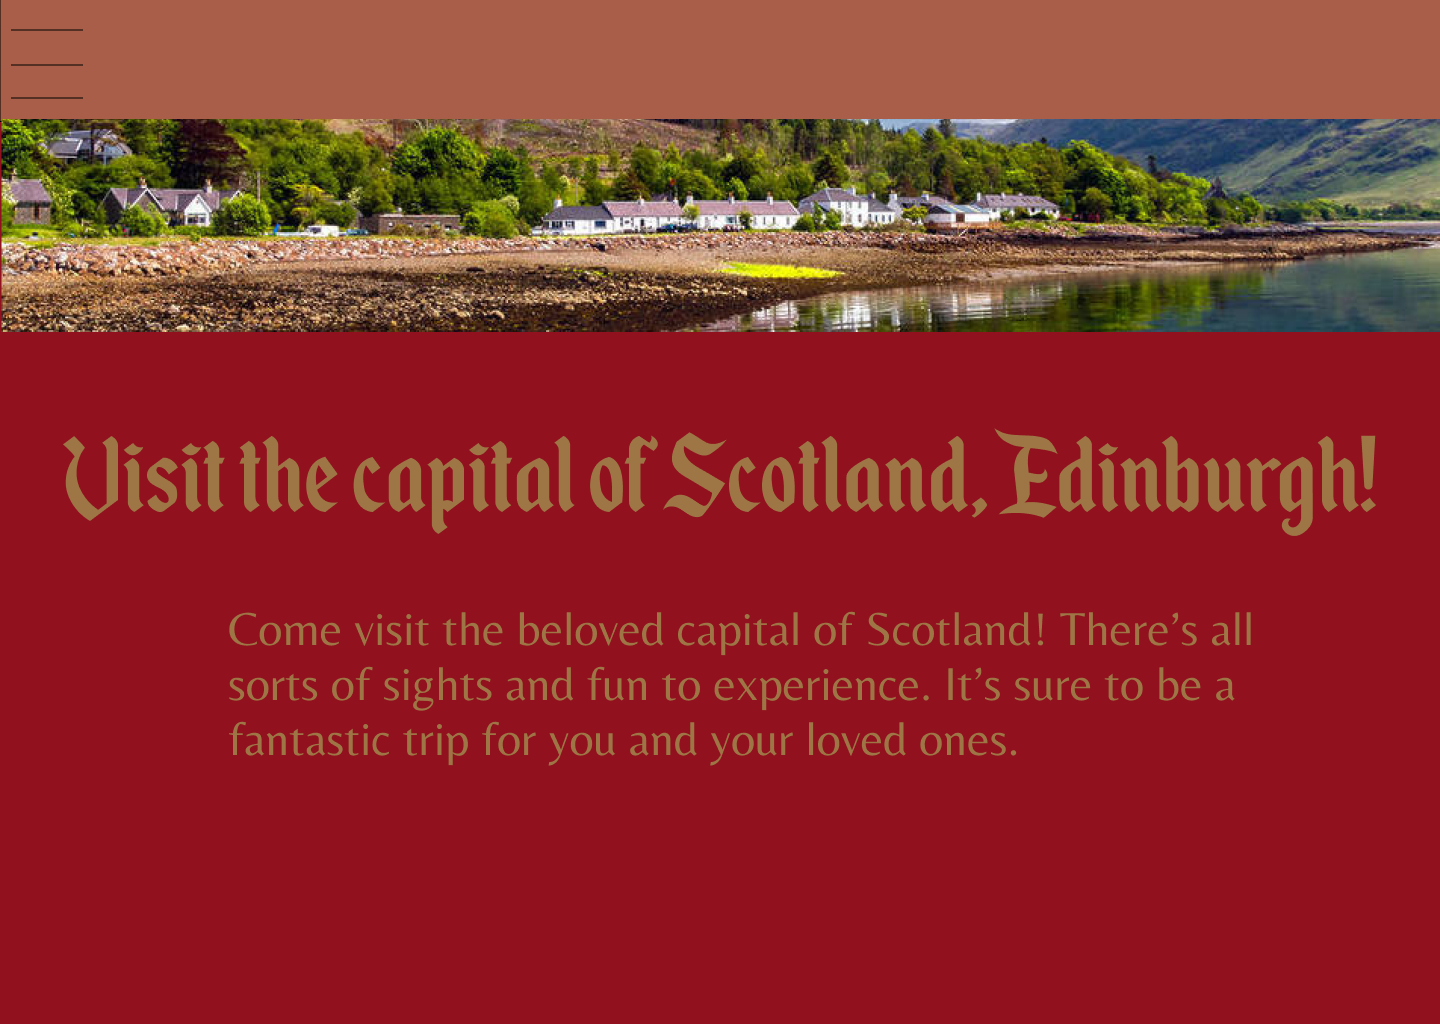 Visit the capital of Scotland, Edinburgh!
Come visit the beloved capital of Scotland! There’s all
sorts of sights and fun to experience. It’s sure to be a
fantastic trip for you and your loved ones.